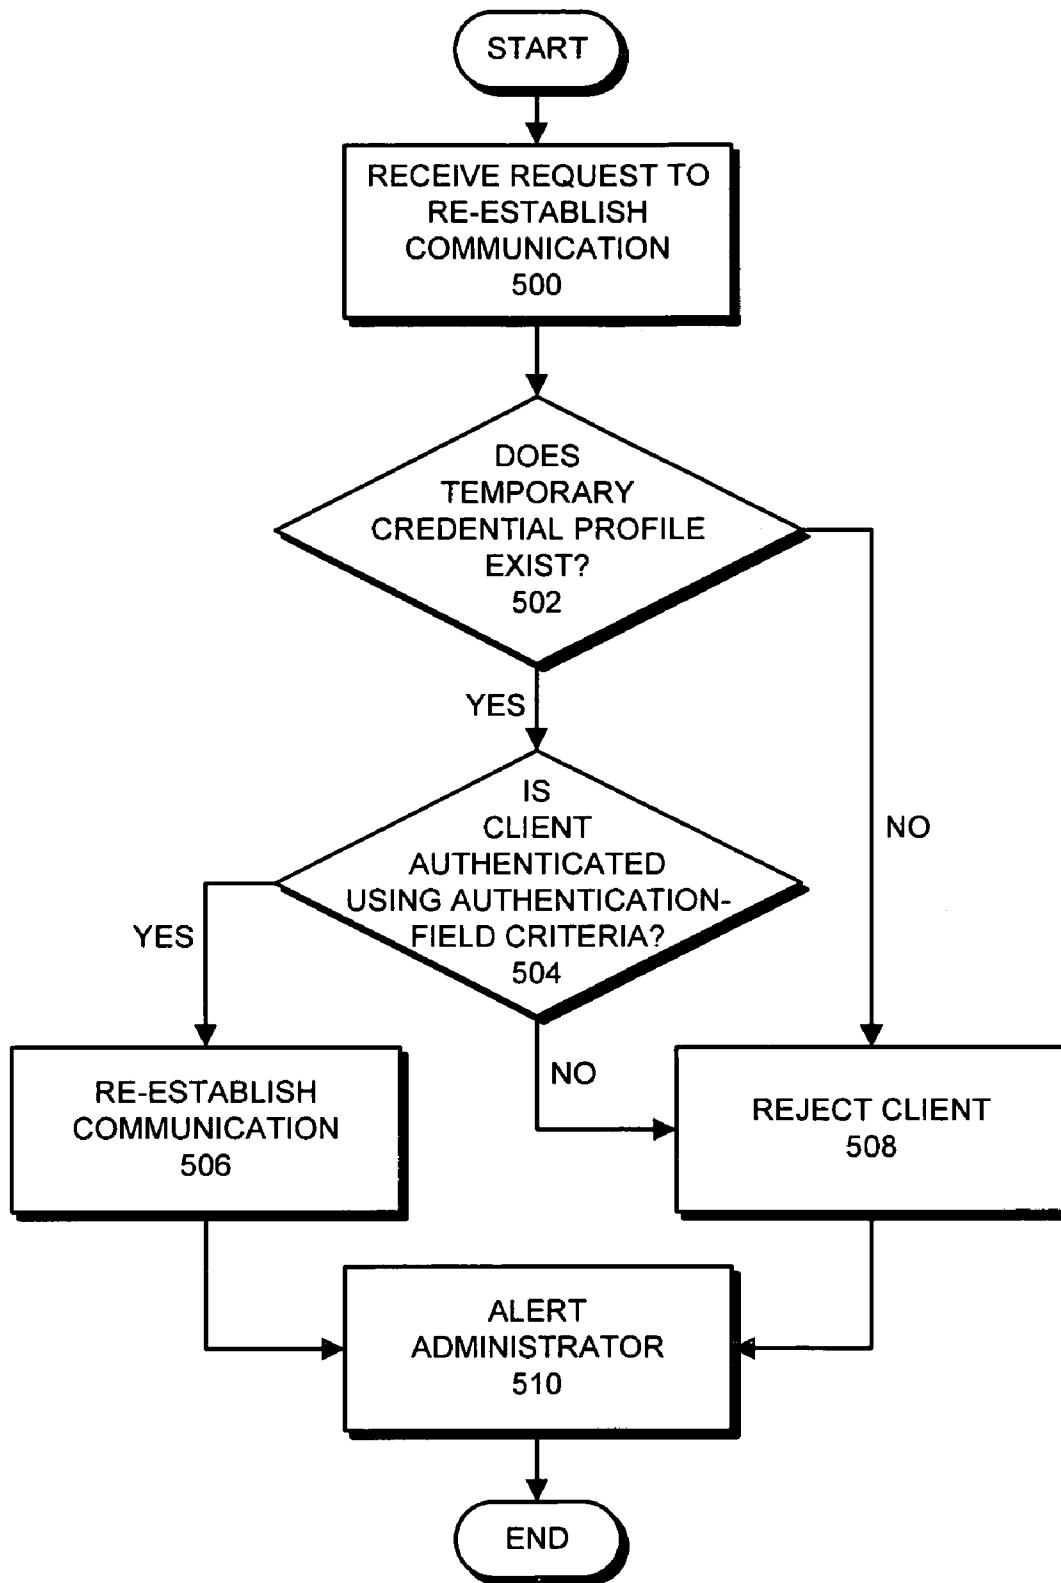 START
RECEIVE REQUEST TO
RE-ESTABLISH
COMMUNICATION
500
DOES
TEMPORARY
CREDENTIAL PROFILE
EXIST?
502
YES
NO
IS
CLIENT
AUTHENTICATED
USING AUTHENTICATION-
FIELD CRITERIA?
504
YES
NO
RE-ESTABLISH
COMMUNICATION
506
REJECT CLIENT
508
ALERT
ADMINISTRATOR
510
END